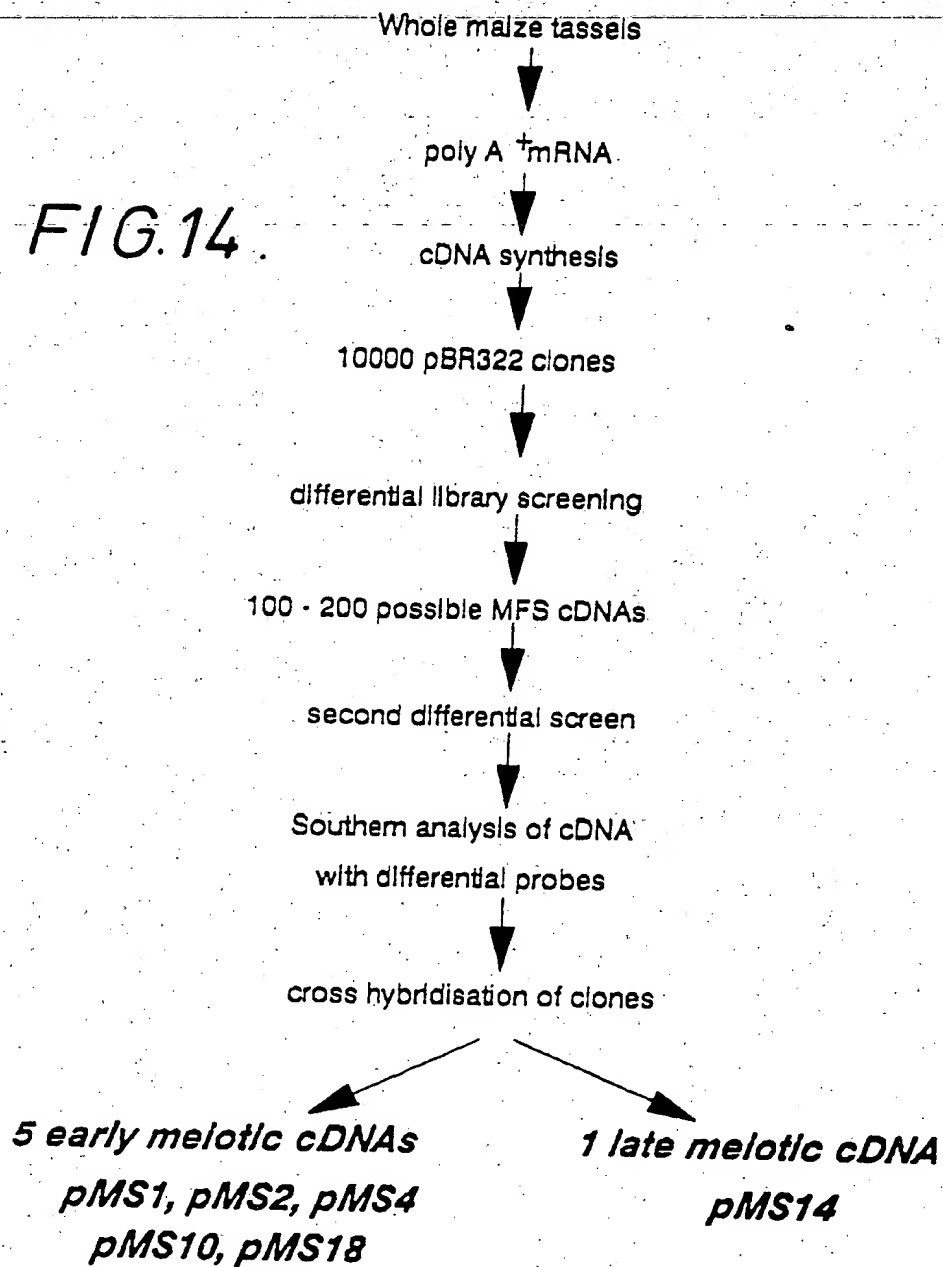 Whole maize tassels
poly A +mRNA
FIG.14.
cDNA synthesis
10000 pBR322 clones
differential library screening
100 - 200 possible MFS cDNAs
second differential screen
Southern analysis of cDNA
with differential probes
cross hybridisation of clones
5 early meiotic cDNAs
pMS1, pMS2, pMS4
pMS10, pMS18
1 late meiotic cDNA
pMS14